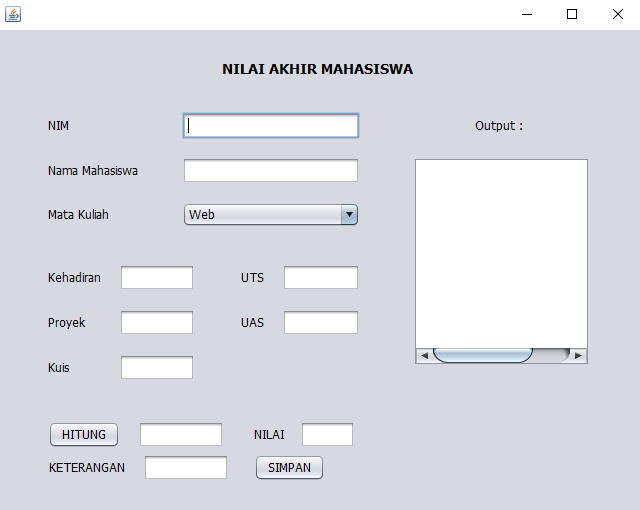 NILAI AKHIR MAHASISWA
NIM
Output :
Nama Mahasiswa
Mata Kuliah
Web
Kehadiran
UTS
Proyek
UAS
Kuis
HITUNG
NILAI
KETERANGAN
SIMPAN